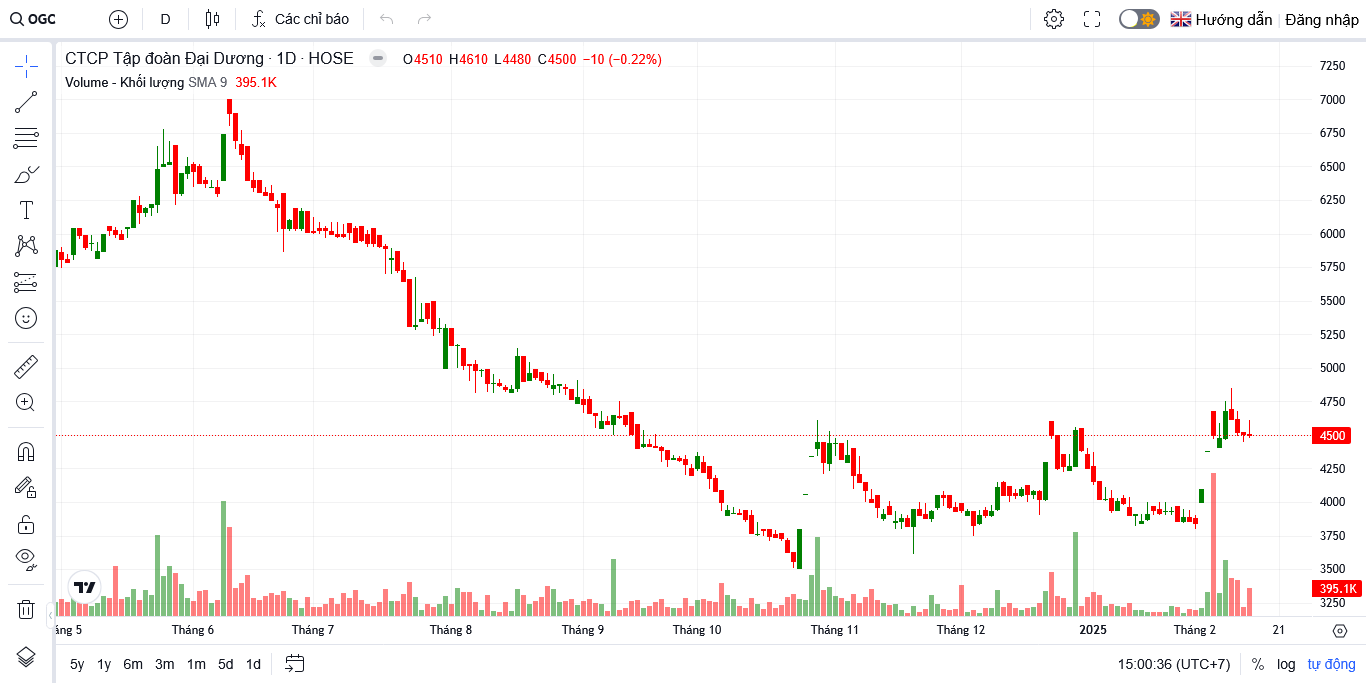 OGC D Các chỉ báo Hướng dẫn Đăng nhập
CTCP Tập đoàn Đại Dương · 1D · HOSE O4510 H4610 L4480 C4500 −10 (−0.22%)
Volume - Khối lượng SMA 9 395.1K
7250
7000
6750
6500
6250
6000
5750
5500
5250
5000
4750
4500
4250
4000
3750
3500
395.1K
3250
áng 5 Tháng 6 Tháng 7 Tháng 8 Tháng 9 Tháng 10 Tháng 11 Tháng 12 2025 Tháng 2 21
5y 1y 6m 3m 1m 5d 1d 15:00:36 (UTC+7) % log tự động